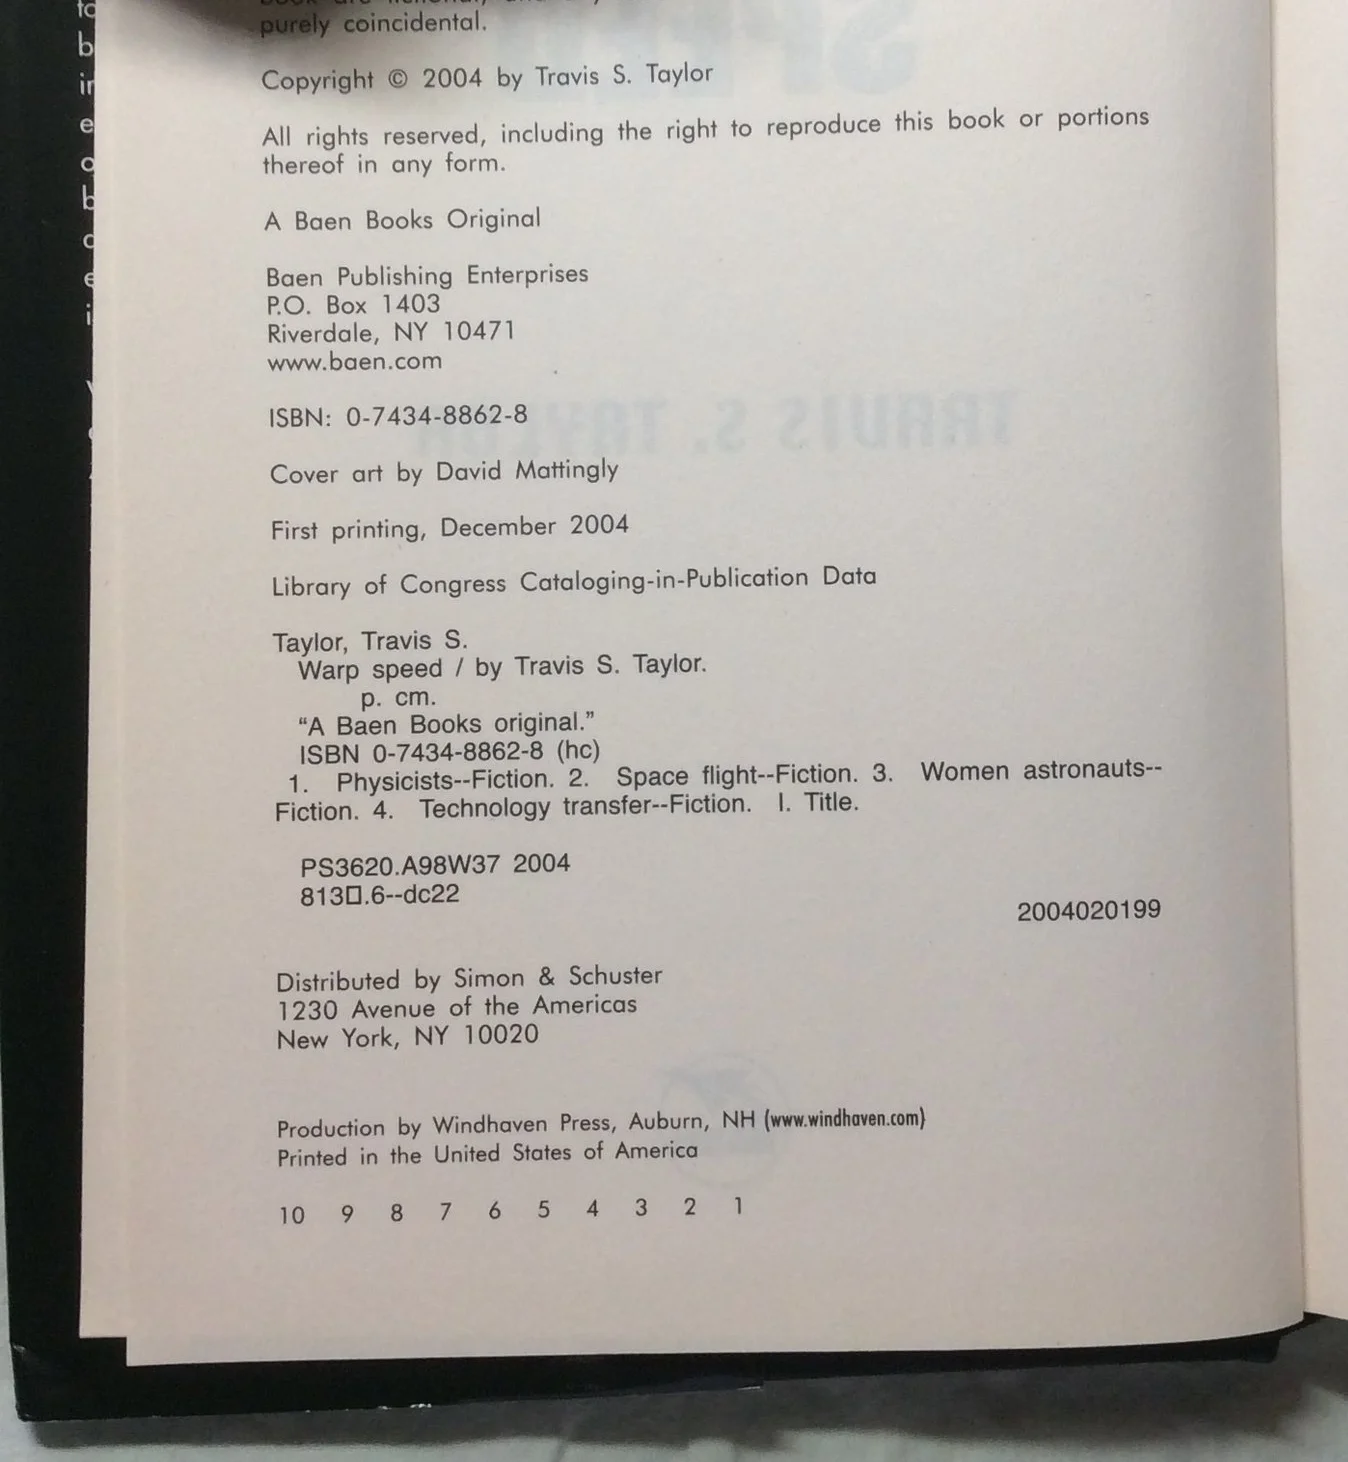 purely coincidental.
Copyright © 2004 by Travis S. Taylor
All rights reserved, including the right to reproduce this book or portions
thereof in any form.
A Baen Books Original
Baen Publishing Enterprises
P.O. Box 1403
Riverdale, NY 10471
www.baen.com
ISBN: 0-7434-8862-8
Cover art by David Mattingly
First printing, December 2004
Library of Congress Cataloging-in-Publication Data
Taylor, Travis S.
Warp speed / by Travis S. Taylor.
p. cm.
“A Baen Books original.”
ISBN 0-7434-8862-8 (hc)
1. Physicists--Fiction. 2. Space flight--Fiction. 3. Women astronauts--
Fiction. 4. Technology transfer--Fiction. I. Title.
PS3620.A98W37 2004
813□.6--dc22
2004020199
Distributed by Simon & Schuster
1230 Avenue of the Americas
New York, NY 10020
Production by Windhaven Press, Auburn, NH (www.windhaven.com)
Printed in the United States of America
10 9 8 7 6 5 4 3 2 1